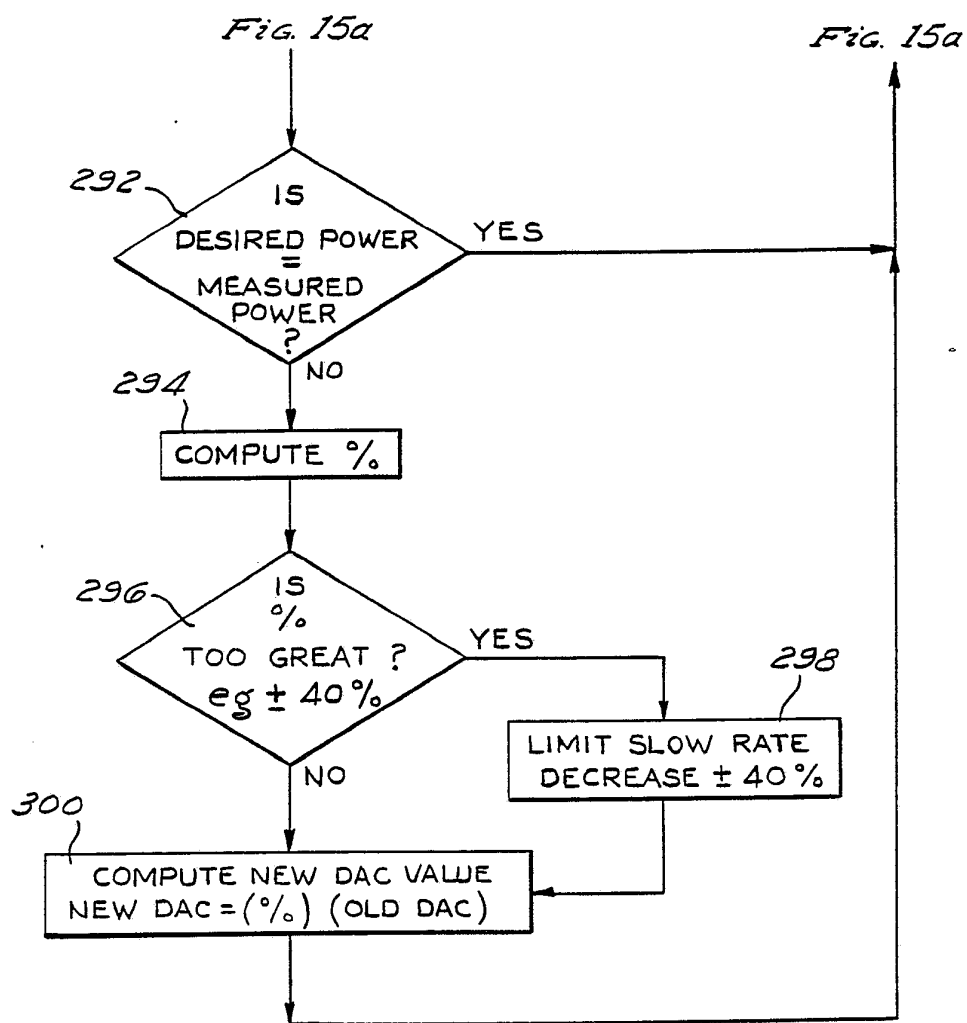 Fig. 15a
Fig. 15a
292
IS
DESIRED POWER
=
MEASURED
POWER
?
YES
NO
294
COMPUTE %
296
IS
%
TOO GREAT ?
eg ± 40%
YES
298
LIMIT SLOW RATE
DECREASE ± 40%
NO
300
COMPUTE NEW DAC VALUE
NEW DAC = (%) (OLD DAC)